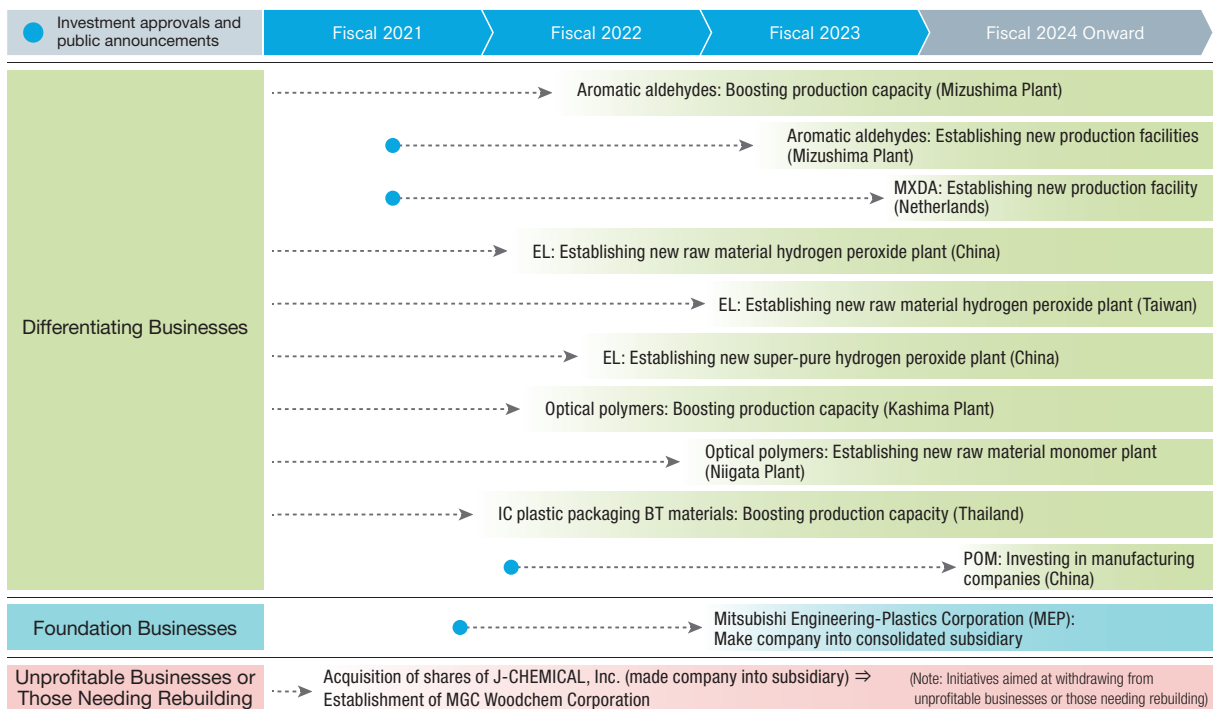 Investment approvals and
public announcements
Fiscal 2021
Fiscal 2022
Fiscal 2023
Fiscal 2024 Onward
Differentiating Businesses
Aromatic aldehydes: Boosting production capacity (Mizushima Plant)
Aromatic aldehydes: Establishing new production facilities
(Mizushima Plant)
MXDA: Establishing new production facility
(Netherlands)
EL: Establishing new raw material hydrogen peroxide plant (China)
EL: Establishing new raw material hydrogen peroxide plant (Taiwan)
EL: Establishing new super-pure hydrogen peroxide plant (China)
Optical polymers: Boosting production capacity (Kashima Plant)
Optical polymers: Establishing new raw material monomer plant
(Niigata Plant)
IC plastic packaging BT materials: Boosting production capacity (Thailand)
POM: Investing in manufacturing
companies (China)
Foundation Businesses
Mitsubishi Engineering-Plastics Corporation (MEP):
Make company into consolidated subsidiary
Unprofitable Businesses or
Those Needing Rebuilding
Acquisition of shares of J-CHEMICAL, Inc. (made company into subsidiary) ⇒
Establishment of MGC Woodchem Corporation
(Note: Initiatives aimed at withdrawing from
unprofitable businesses or those needing rebuilding)